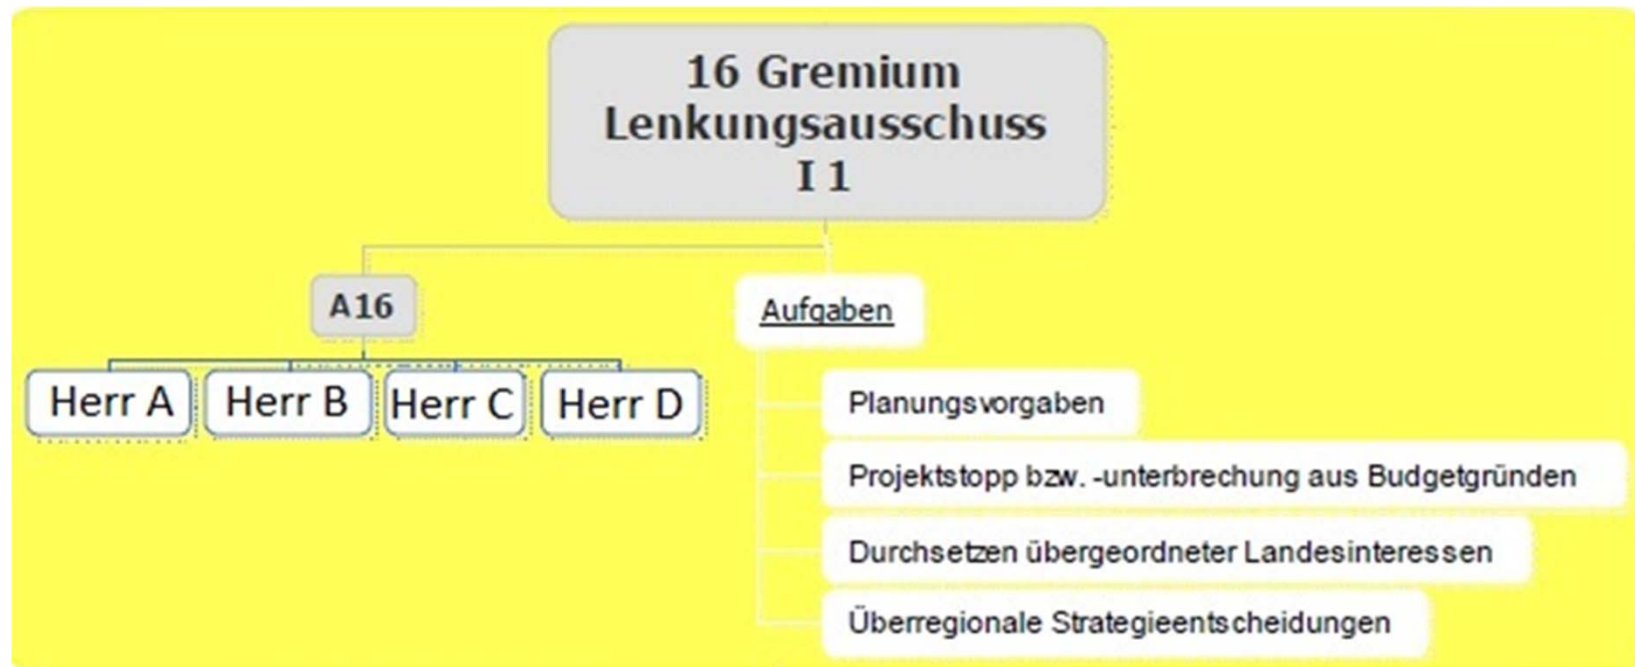 16 Gremium
Lenkungsausschuss
I 1
A16
Herr A
Herr B
Herr C
Herr D
Aufgaben
Planungsvorgaben
Projektstopp bzw. -unterbrechung aus Budgetgründen
Durchsetzen übergeordneter Landesinteressen
Überregionale Strategieentscheidungen